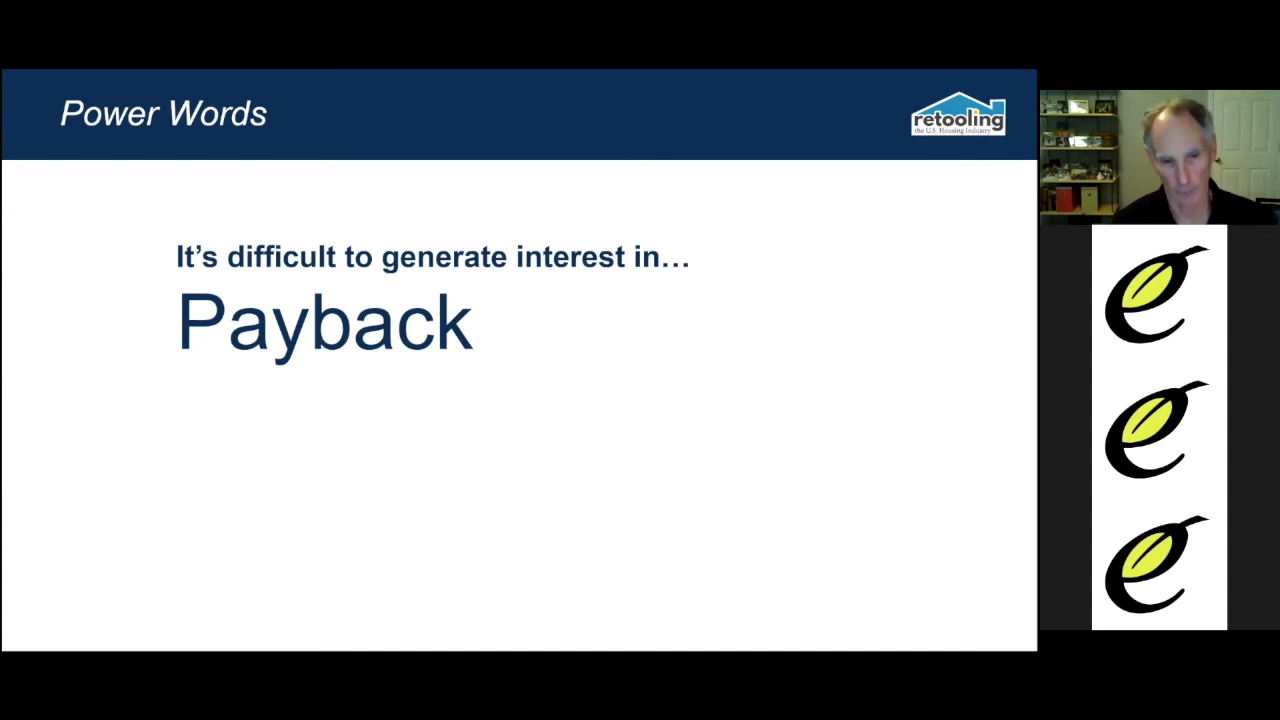 Power Words
retooling
the U.S. Housing Industry
It's difficult to generate interest in…
Payback